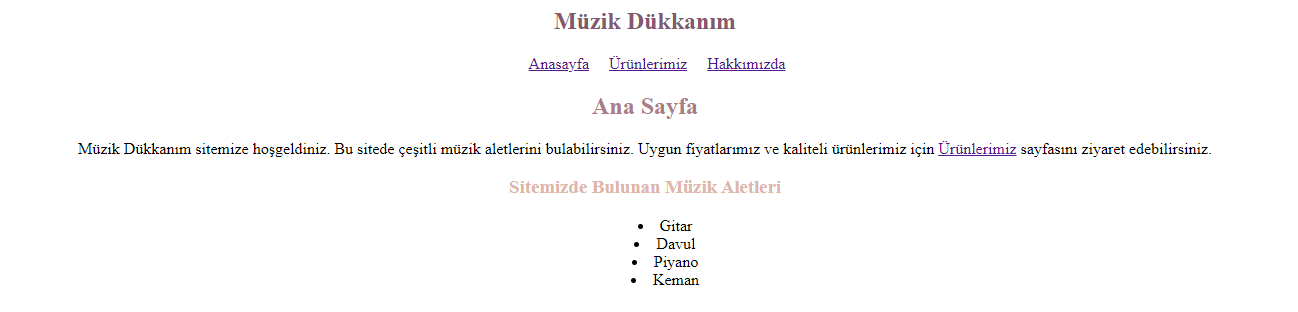 Müzik Dükkanım
Anasayfa Ürünlerimiz Hakkımızda
Ana Sayfa
Müzik Dükkanım sitemize hoşgeldiniz. Bu sitede çeşitli müzik aletlerini bulabilirsiniz. Uygun fiyatlarımız ve kaliteli ürünlerimiz için Ürünlerimiz sayfasını ziyaret edebilirsiniz.
Sitemizde Bulunan Müzik Aletleri
• Gitar
• Davul
• Piyano
• Keman